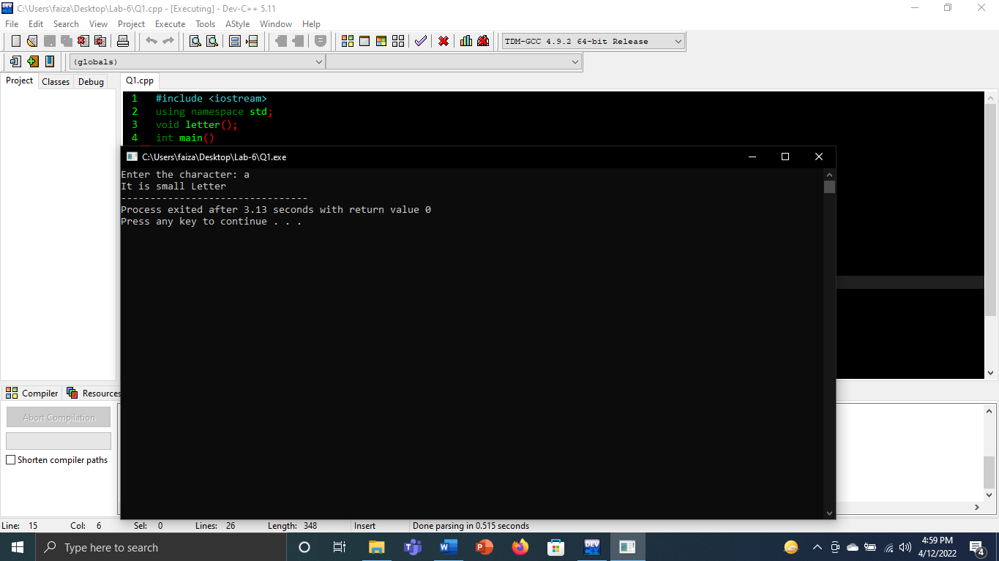 C:\Users\faiza\Desktop\Lab-6\Q1.cpp - [Executing] - Dev-C++ 5.11
File Edit Search View Project Execute Tools AStyle Window Help
TDM-GCC 4.9.2 64-bit Release
(globals)
Project Classes Debug Q1.cpp
1 #include <iostream>
2 using namespace std;
3 void letter();
4 int main()
C:\Users\faiza\Desktop\Lab-6\Q1.exe
Enter the character: a
It is small Letter
--------------------------------
Process exited after 3.13 seconds with return value 0
Press any key to continue . . .
Compiler Resources
Abort Compilation
Shorten compiler paths
Line: 15 Col: 6 Sel: 0 Lines: 26 Length: 348 Insert Done parsing in 0.515 seconds
Type here to search
DEV
4:59 PM
4/12/2022
4